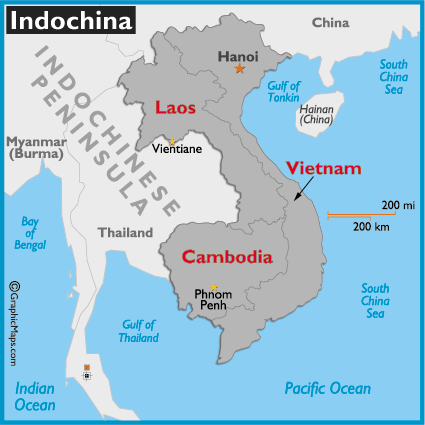 Indochina
China
Hanoi
South
China
Sea
Gulf of
Tonkin
Hainan
(China)
INDOCHINESE
PENINSULA
Laos
Myanmar
(Burma)
Vientiane
Vietnam
200 mi
200 km
Bay
of
Bengal
Thailand
Cambodia
Phnom
Penh
South
China
Sea
Gulf of
Thailand
©GraphicMaps.com
Indian
Ocean
Pacific Ocean